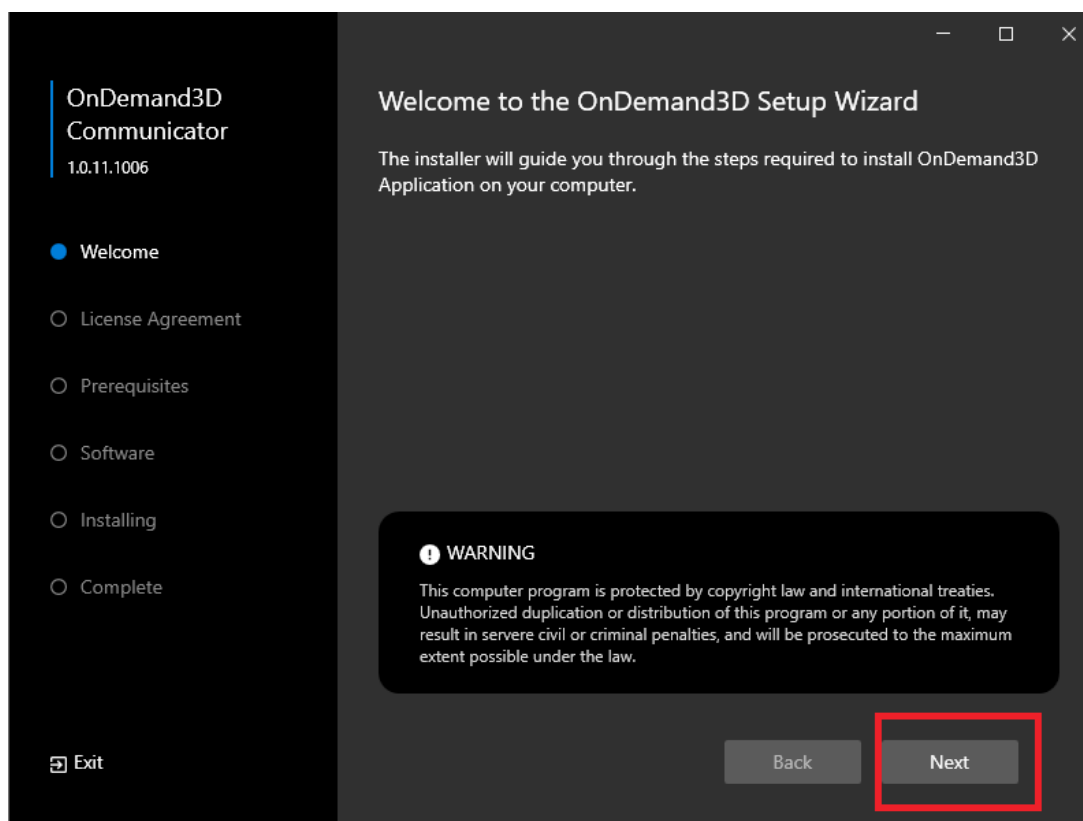 OnDemand3D
Communicator
1.0.11.1006
Welcome
License Agreement
Prerequisites
Software
Installing
Complete
Exit
Welcome to the OnDemand3D Setup Wizard
The installer will guide you through the steps required to install OnDemand3D
Application on your computer.
WARNING
This computer program is protected by copyright law and international treaties.
Unauthorized duplication or distribution of this program or any portion of it, may
result in servere civil or criminal penalties, and will be prosecuted to the maximum
extent possible under the law.
Back
Next